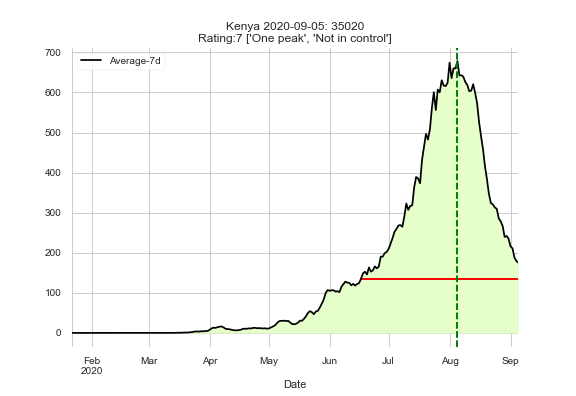 Kenya 2020-09-05: 35020
Rating:7 ['One peak', 'Not in control']
Average-7d
700
600
500
400
300
200
100
0
Feb
2020
Mar
Apr
May
Jun
Jul
Aug
Sep
Date